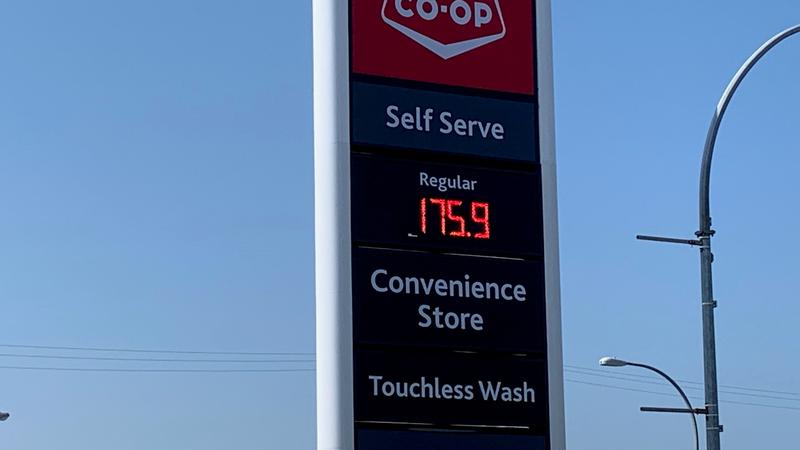 CO-OP
Self Serve
Regular
175.9
Convenience
Store
Touchless Wash